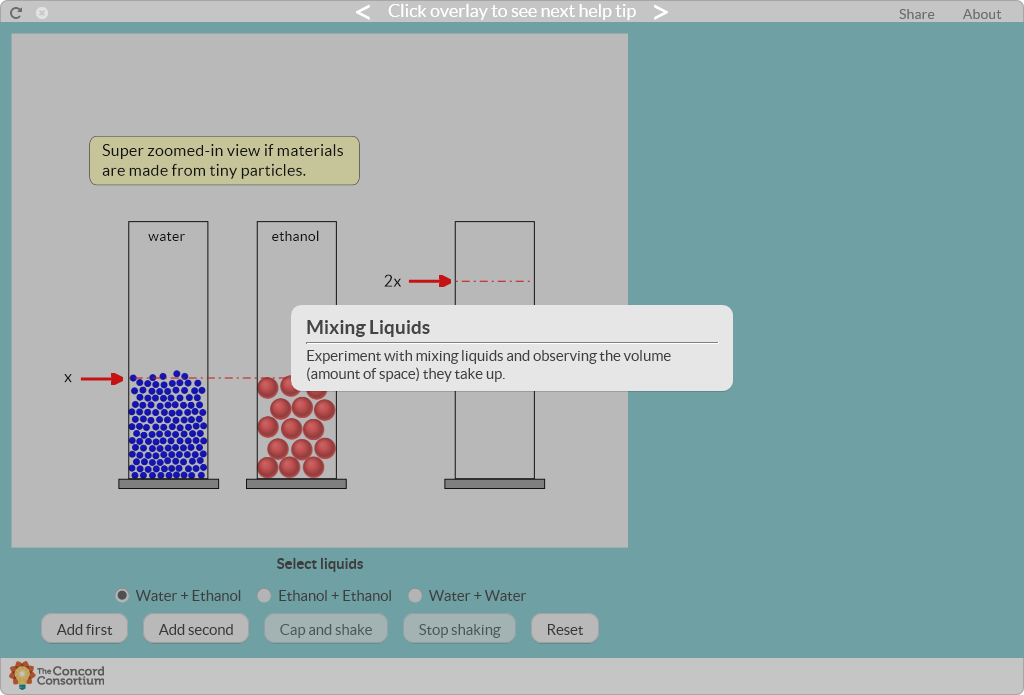 < Click overlay to see next help tip >
Share About
Super zoomed-in view if materials
are made from tiny particles.
water ethanol
2x
Mixing Liquids
Experiment with mixing liquids and observing the volume
(amount of space) they take up.
x
Select liquids
Water + Ethanol Ethanol + Ethanol Water + Water
Add first Add second Cap and shake Stop shaking Reset
The Concord
Consortium